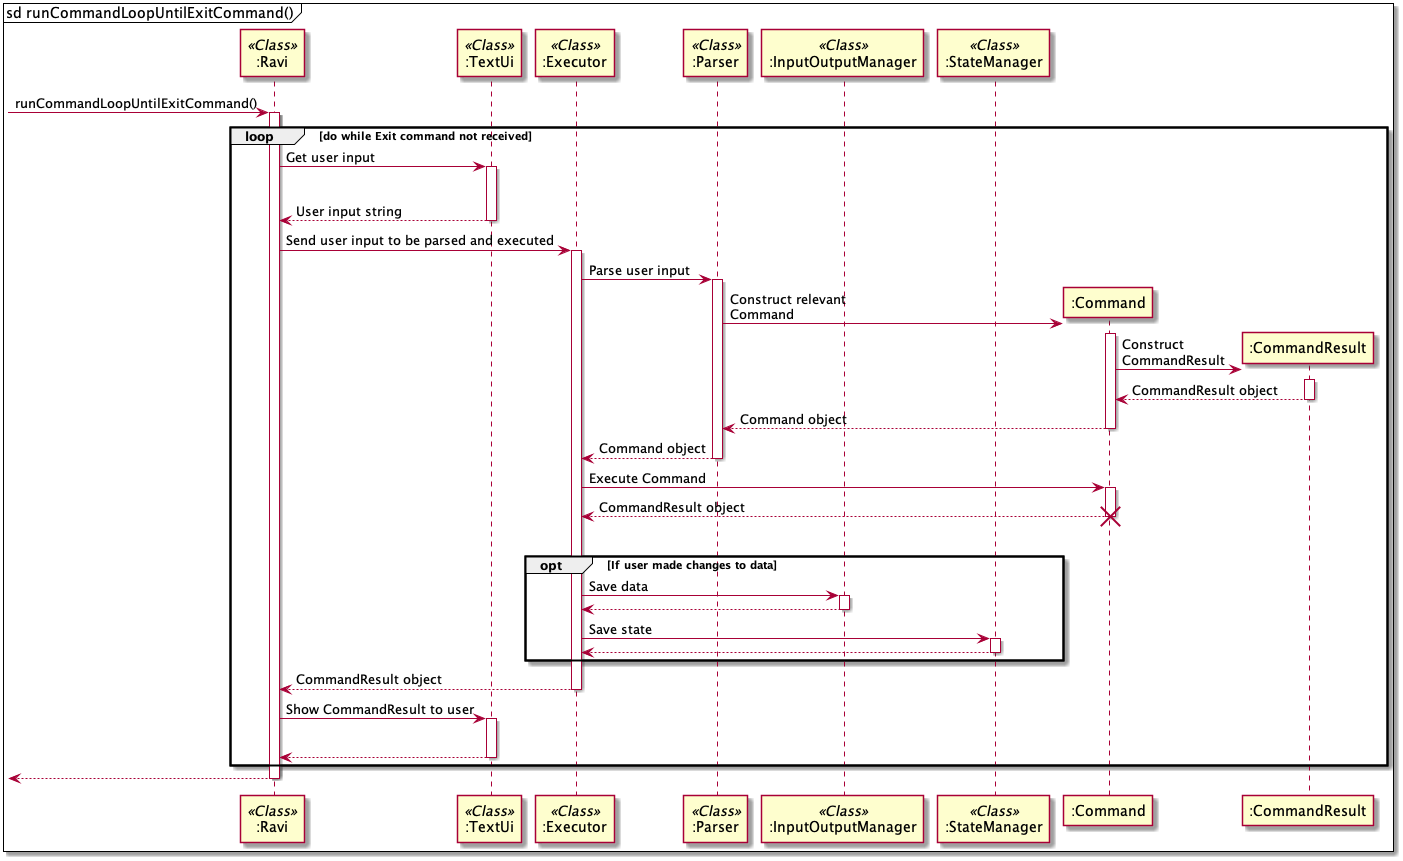 sd runCommandLoopUntilExitCommand()
«Class» «Class» «Class» «Class» «Class» «Class»
:Ravi :TextUi :Executor :Parser :InputOutputManager :StateManager
runCommandLoopUntilExitCommand()
loop [do while Exit command not received]
Get user input
User input string
Send user input to be parsed and executed
Parse user input
Construct relevant
Command
:Command
Construct
CommandResult
:CommandResult
CommandResult object
Command object
Command object
Execute Command
CommandResult object
opt [If user made changes to data]
Save data
Save state
CommandResult object
Show CommandResult to user
«Class» «Class» «Class» «Class» «Class» «Class»
:Ravi :TextUi :Executor :Parser :InputOutputManager :StateManager :Command :CommandResult